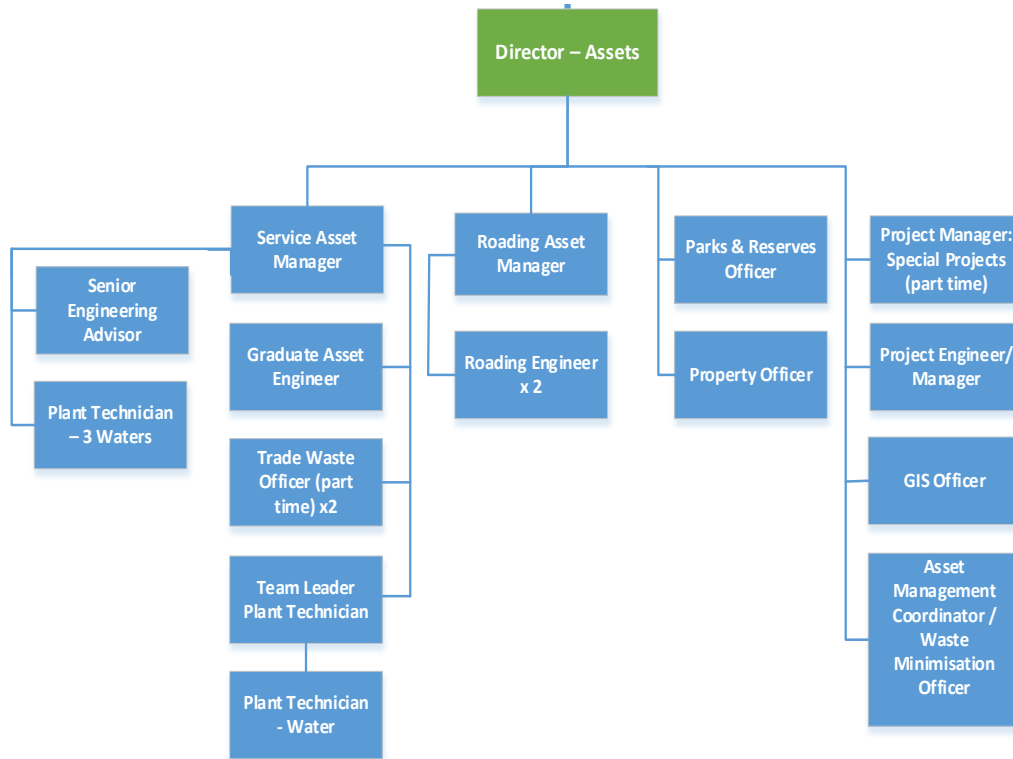 Director – Assets
Service Asset
Manager
Roading Asset
Manager
Parks & Reserves
Officer
Project Manager:
Special Projects
(part time)
Senior
Engineering
Advisor
Graduate Asset
Engineer
Roading Engineer
x 2
Property Officer
Project Engineer/
Manager
Plant Technician
– 3 Waters
Trade Waste
Officer (part
time) x2
GIS Officer
Team Leader
Plant Technician
Asset
Management
Coordinator /
Waste
Minimisation
Officer
Plant Technician
- Water